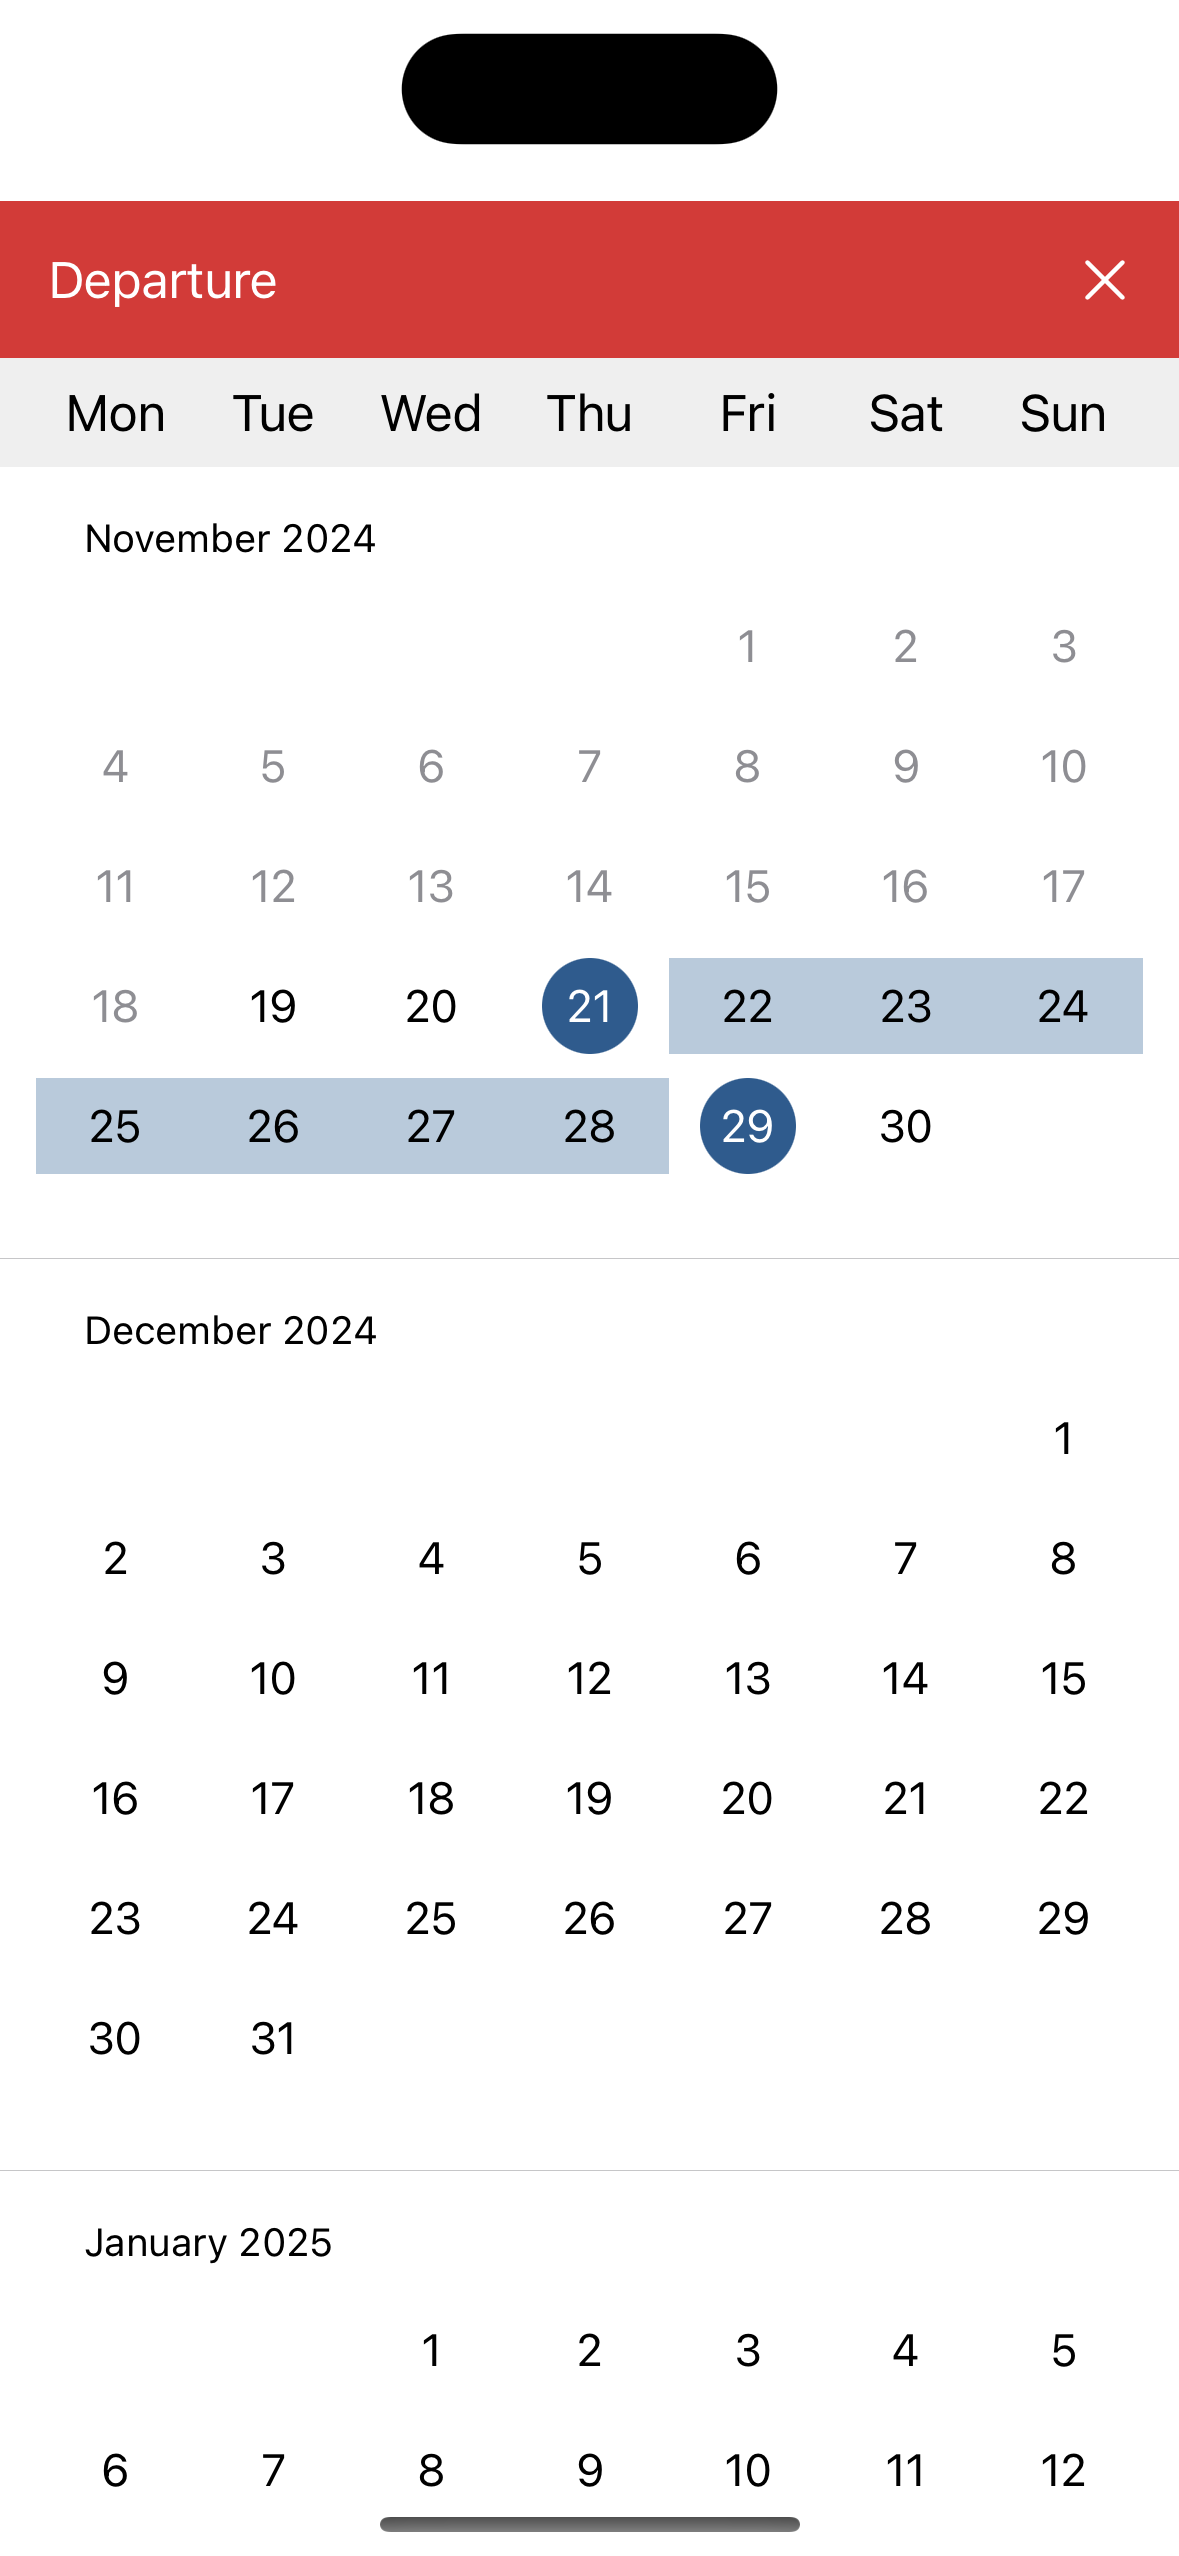 Departure
Mon Tue Wed Thu Fri Sat Sun
November 2024
1 2 3
4 5 6 7 8 9 10
11 12 13 14 15 16 17
18 19 20 21 22 23 24
25 26 27 28 29 30
December 2024
1
2 3 4 5 6 7 8
9 10 11 12 13 14 15
16 17 18 19 20 21 22
23 24 25 26 27 28 29
30 31
January 2025
1 2 3 4 5
6 7 8 9 10 11 12